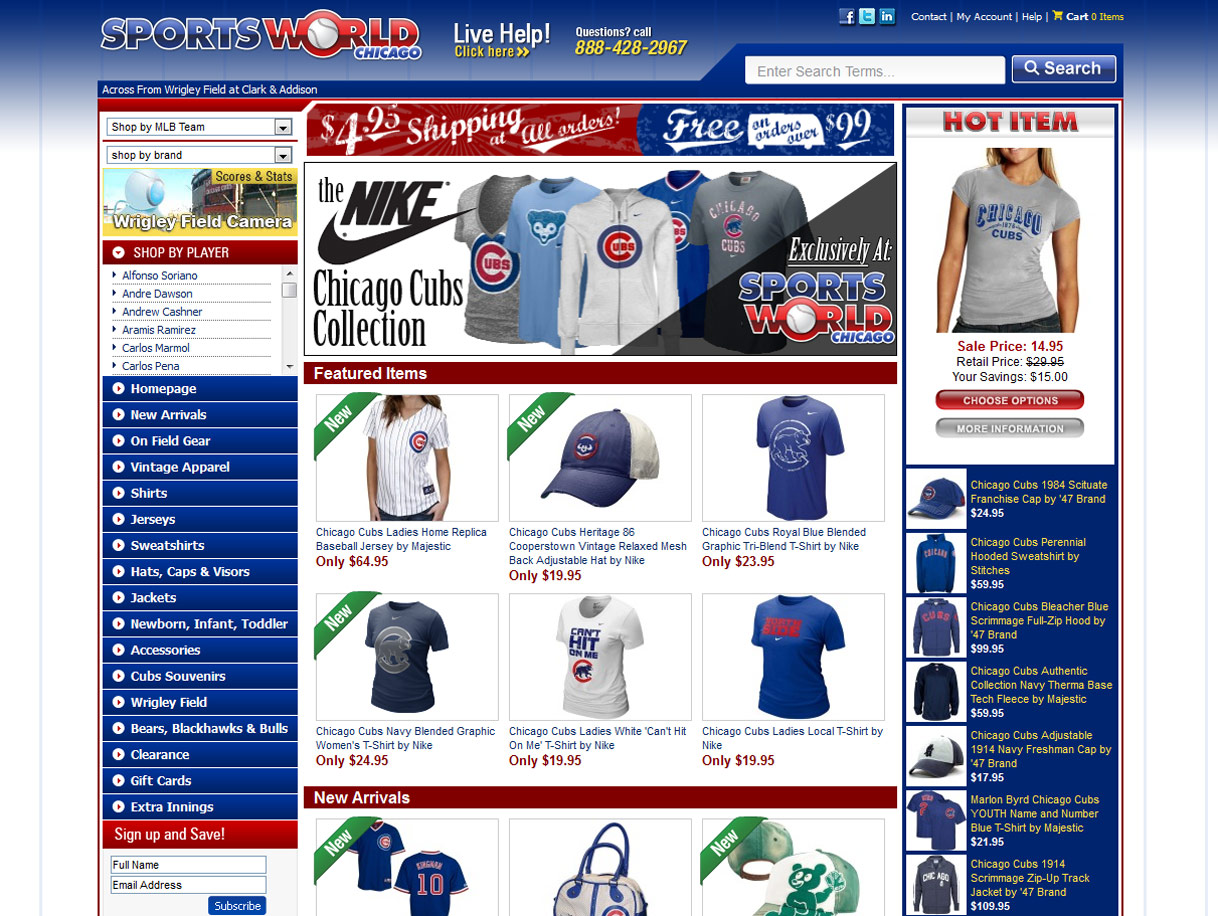 SPORTS WORLD
CHICAGO
Live Help!
Click here >>
Questions? call
888-428-2967
Contact | My Account | Help | Cart 0 Items
Enter Search Terms...
Search
Across From Wrigley Field at Clark & Addison
Shop by MLB Team
shop by brand
Scores & Stats
Wrigley Field Camera
SHOP BY PLAYER
Alfonso Soriano
Andre Dawson
Andrew Cashner
Aramis Ramirez
Carlos Marmol
Carlos Pena
Homepage
New Arrivals
On Field Gear
Vintage Apparel
Shirts
Jerseys
Sweatshirts
Hats, Caps & Visors
Jackets
Newborn, Infant, Toddler
Accessories
Cubs Souvenirs
Wrigley Field
Bears, Blackhawks & Bulls
Clearance
Gift Cards
Extra Innings
Sign up and Save!
Full Name
Email Address
Subscribe
$4.95 Shipping at All orders!
Free on orders over $99
the NIKE
Chicago Cubs
Collection
CUBS
CUBS
CUBS
CHICAGO
CUBS
Exclusively At:
SPORTS
WORLD
CHICAGO
Featured Items
New
New
Chicago Cubs Ladies Home Replica
Baseball Jersey by Majestic
Only $64.95
Chicago Cubs Heritage 86
Cooperstown Vintage Relaxed Mesh
Back Adjustable Hat by Nike
Only $19.95
Chicago Cubs Royal Blue Blended
Graphic Tri-Blend T-Shirt by Nike
Only $23.95
New
CAN'T
HIT
ON ME
NORTH
SIDE
Chicago Cubs Navy Blended Graphic
Women's T-Shirt by Nike
Only $24.95
Chicago Cubs Ladies White 'Can't Hit
On Me' T-Shirt by Nike
Only $19.95
Chicago Cubs Ladies Local T-Shirt by
Nike
Only $19.95
New Arrivals
New
KINGMAN
10
New
HOT ITEM
CHICAGO
1876
CUBS
Sale Price: 14.95
Retail Price: $29.95
Your Savings: $15.00
CHOOSE OPTIONS
MORE INFORMATION
Chicago Cubs 1984 Scituate
Franchise Cap by '47 Brand
$24.95
Chicago Cubs Perennial
Hooded Sweatshirt by
Stitches
$59.95
Chicago Cubs Bleacher Blue
Scrimmage Full-Zip Hood by
'47 Brand
$99.95
Chicago Cubs Authentic
Collection Navy Therma Base
Tech Fleece by Majestic
$59.95
Chicago Cubs Adjustable
1914 Navy Freshman Cap by
'47 Brand
$17.95
Marlon Byrd Chicago Cubs
YOUTH Name and Number
Blue T-Shirt by Majestic
$21.95
Chicago Cubs 1914
Scrimmage Zip-Up Track
Jacket by '47 Brand
$109.95